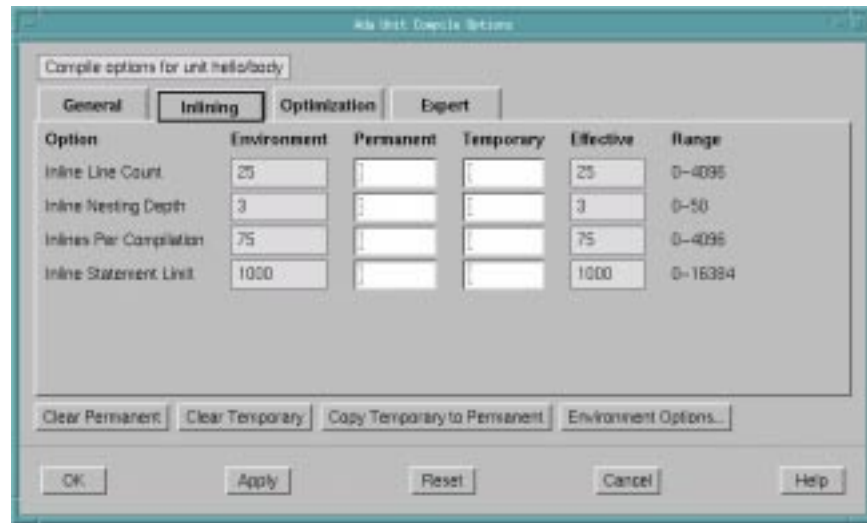 Ada Unit Compile Options
Compile options for unit hello/body
General Inlining Optimization Expert
Option Environment Permanent Temporary Effective Range
Inline Line Count 25 25 0-4096
Inline Nesting Depth 3 3 0-50
Inlines Per Compilation 75 75 0-4096
Inline Statement Limit 1000 1000 0-16384
Clear Permanent Clear Temporary Copy Temporary to Permanent Environment Options...
OK Apply Reset Cancel Help